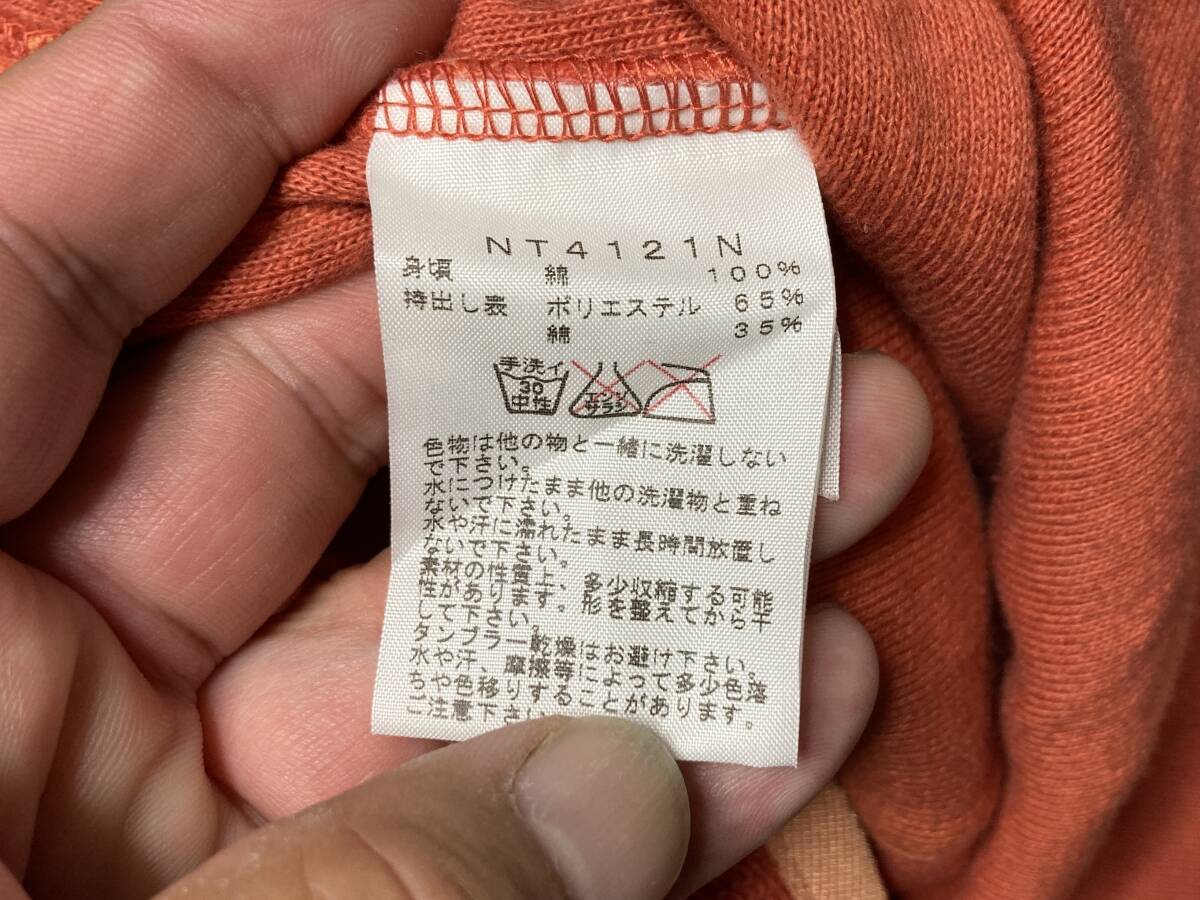 NT4121N
身頃 綿 100%
持出し表 ポリエステル 65%
綿 35%
手洗イ
30
中性
エンソ
サラシ
色物は他の物と一緒に洗濯しない
で下さい。
水につけたまま他の洗濯物と重ね
ないで下さい。
水や汗に濡れたまま長時間放置し
ないで下さい。
素材の性質上、多少収縮する可能
性があります。形を整えてから干
して下さい。
タンブラー乾燥はお避け下さい。
水や汗、摩擦等によって多少色落
ちや色移りすることがあります。
ご注意下さい